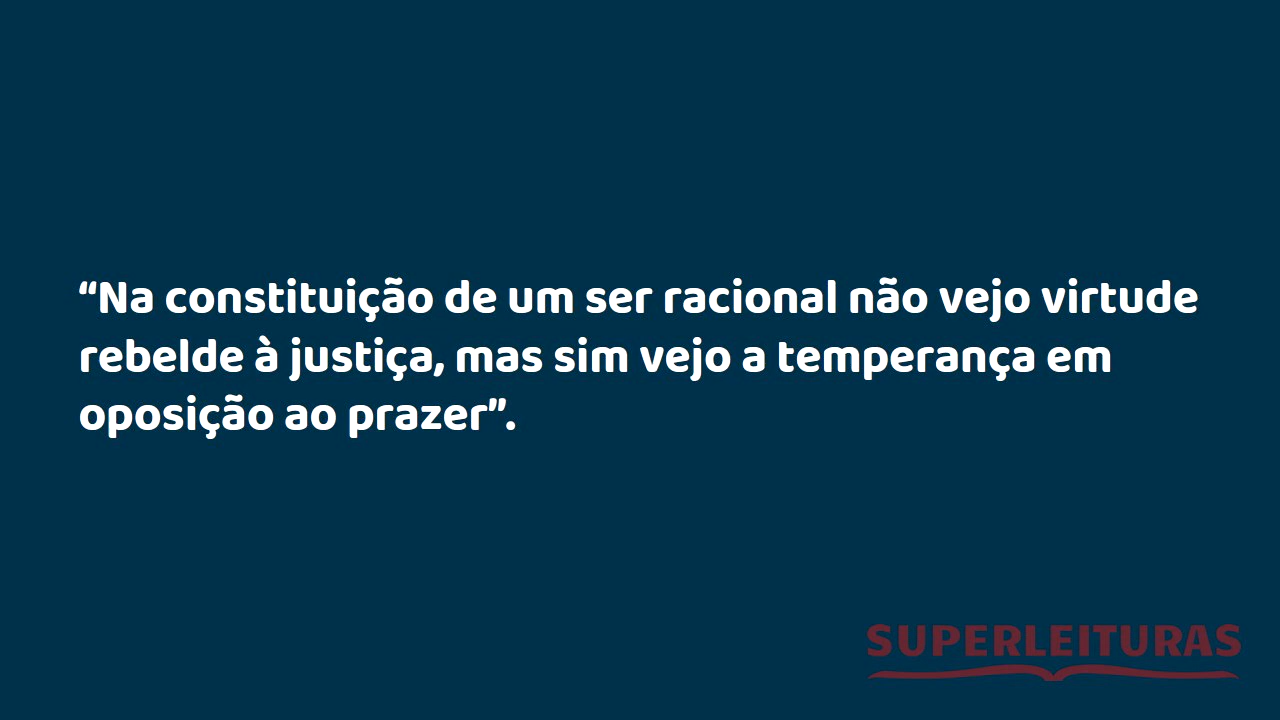 “Na constituição de um ser racional não vejo virtude
rebelde à justiça, mas sim vejo a temperança em
oposição ao prazer”.
SUPERLEITURAS